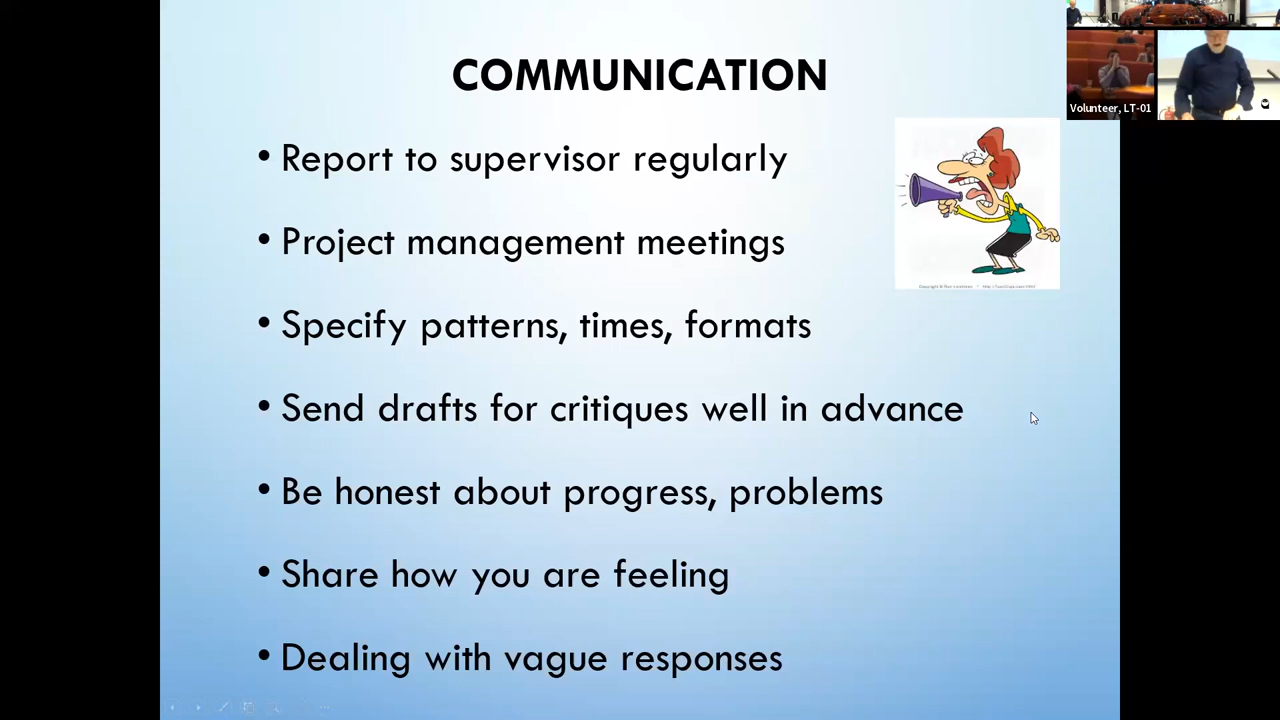 COMMUNICATION
• Report to supervisor regularly
• Project management meetings
• Specify patterns, times, formats
• Send drafts for critiques well in advance
• Be honest about progress, problems
• Share how you are feeling
• Dealing with vague responses
Volunteer, LT-01